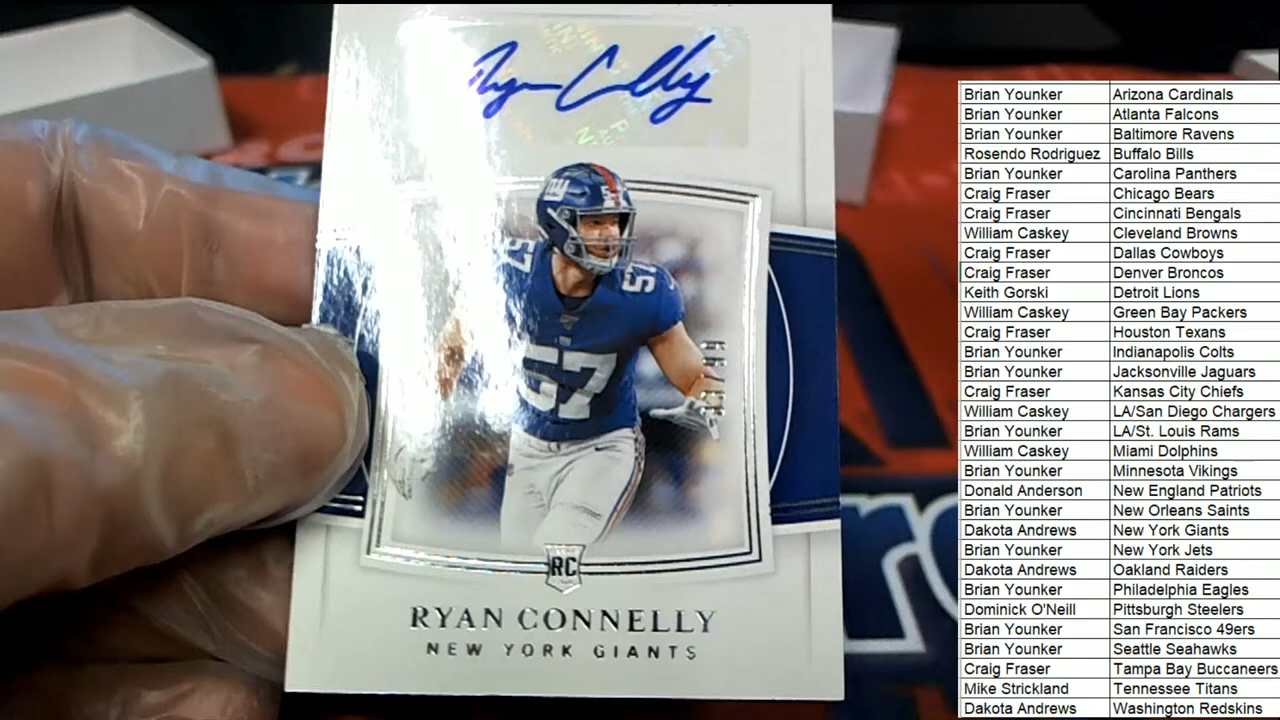 Ryan Connelly
57
57
57
99
RC
RYAN CONNELLY
NEW YORK GIANTS
Brian Younker Arizona Cardinals
Brian Younker Atlanta Falcons
Brian Younker Baltimore Ravens
Rosendo Rodriguez Buffalo Bills
Brian Younker Carolina Panthers
Craig Fraser Chicago Bears
Craig Fraser Cincinnati Bengals
William Caskey Cleveland Browns
Craig Fraser Dallas Cowboys
Craig Fraser Denver Broncos
Keith Gorski Detroit Lions
William Caskey Green Bay Packers
Craig Fraser Houston Texans
Brian Younker Indianapolis Colts
Brian Younker Jacksonville Jaguars
Craig Fraser Kansas City Chiefs
William Caskey LA/San Diego Chargers
Brian Younker LA/St. Louis Rams
William Caskey Miami Dolphins
Brian Younker Minnesota Vikings
Donald Anderson New England Patriots
Brian Younker New Orleans Saints
Dakota Andrews New York Giants
Brian Younker New York Jets
Dakota Andrews Oakland Raiders
Brian Younker Philadelphia Eagles
Dominick O'Neill Pittsburgh Steelers
Brian Younker San Francisco 49ers
Brian Younker Seattle Seahawks
Craig Fraser Tampa Bay Buccaneers
Mike Strickland Tennessee Titans
Dakota Andrews Washington Redskins